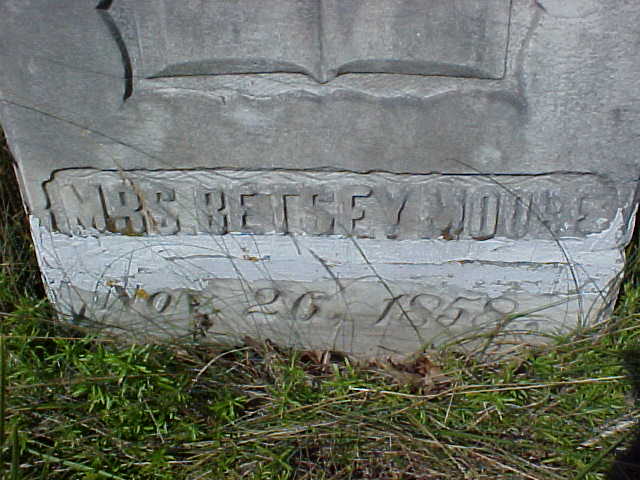 MRS. BETSEY MOORE
Nov. 26, 1858.